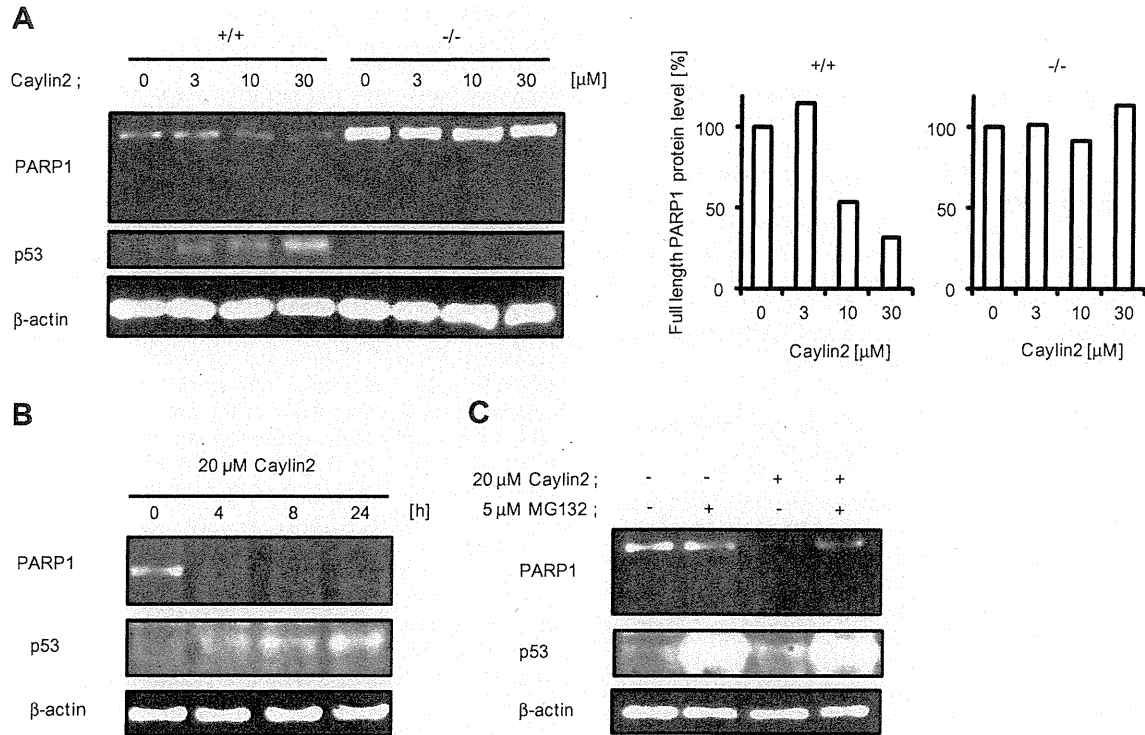 A
+/+ -/-
Caylin2 ; 0 3 10 30 0 3 10 30 [µM]
PARP1
p53
β-actin
Full length PARP1 protein level [%]
+/+ -/-
100 100
50 50
0 0
0 3 10 30 0 3 10 30
Caylin2 [µM] Caylin2 [µM]
B
20 µM Caylin2
0 4 8 24 [h]
PARP1
p53
β-actin
C
20 µM Caylin2 ; - - + +
5 µM MG132 ; - + - +
PARP1
p53
β-actin